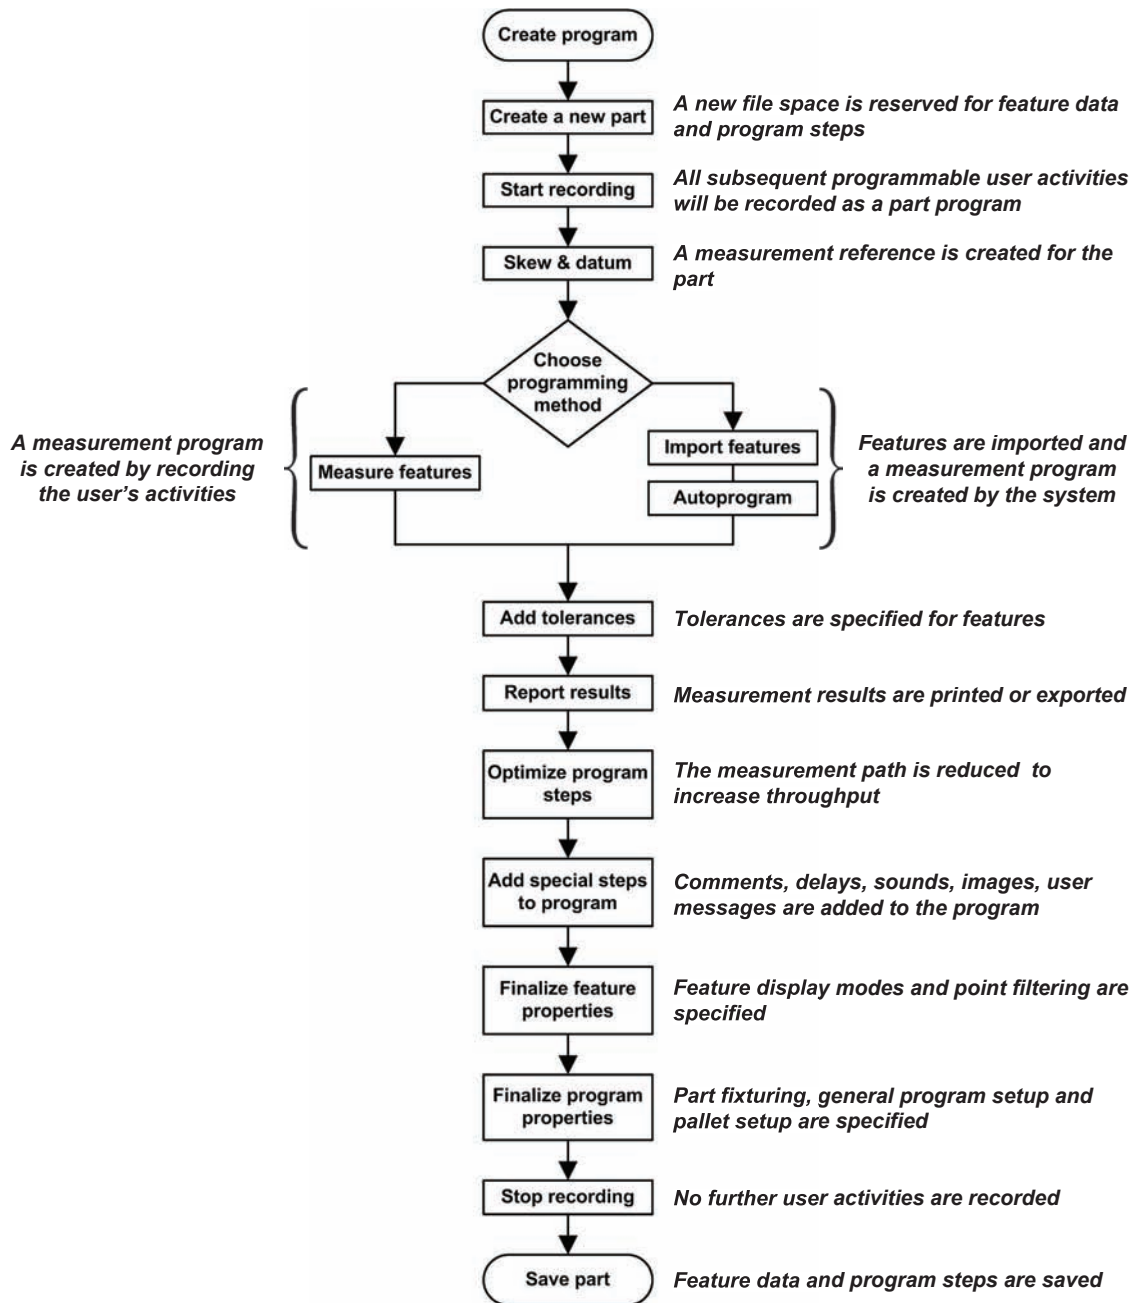 Create program
Create a new part
A new file space is reserved for feature data
and program steps
Start recording
All subsequent programmable user activities
will be recorded as a part program
Skew & datum
A measurement reference is created for the
part
Choose
programming
method
A measurement program
is created by recording
the user's activities
Measure features
Import features
Autoprogram
Features are imported and
a measurement program
is created by the system
Add tolerances
Tolerances are specified for features
Report results
Measurement results are printed or exported
Optimize program
steps
The measurement path is reduced to
increase throughput
Add special steps
to program
Comments, delays, sounds, images, user
messages are added to the program
Finalize feature
properties
Feature display modes and point filtering are
specified
Finalize program
properties
Part fixturing, general program setup and
pallet setup are specified
Stop recording
No further user activities are recorded
Save part
Feature data and program steps are saved